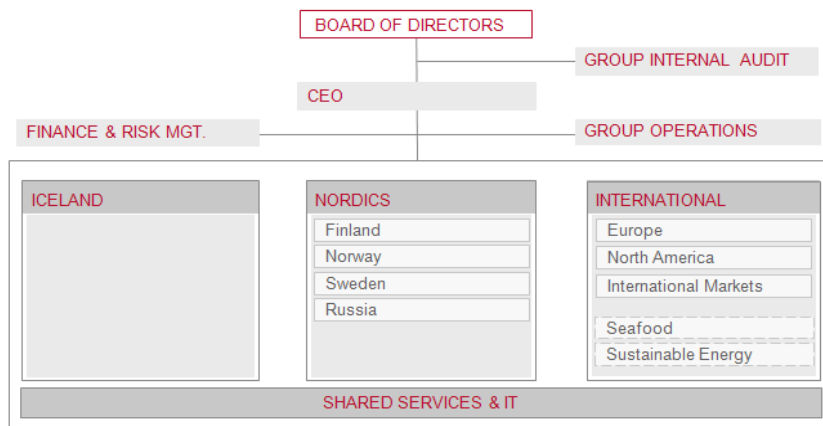 BOARD OF DIRECTORS
GROUP INTERNAL AUDIT
CEO
FINANCE & RISK MGT.
GROUP OPERATIONS
ICELAND
NORDICS
Finland
Norway
Sweden
Russia
INTERNATIONAL
Europe
North America
International Markets
Seafood
Sustainable Energy
SHARED SERVICES & IT